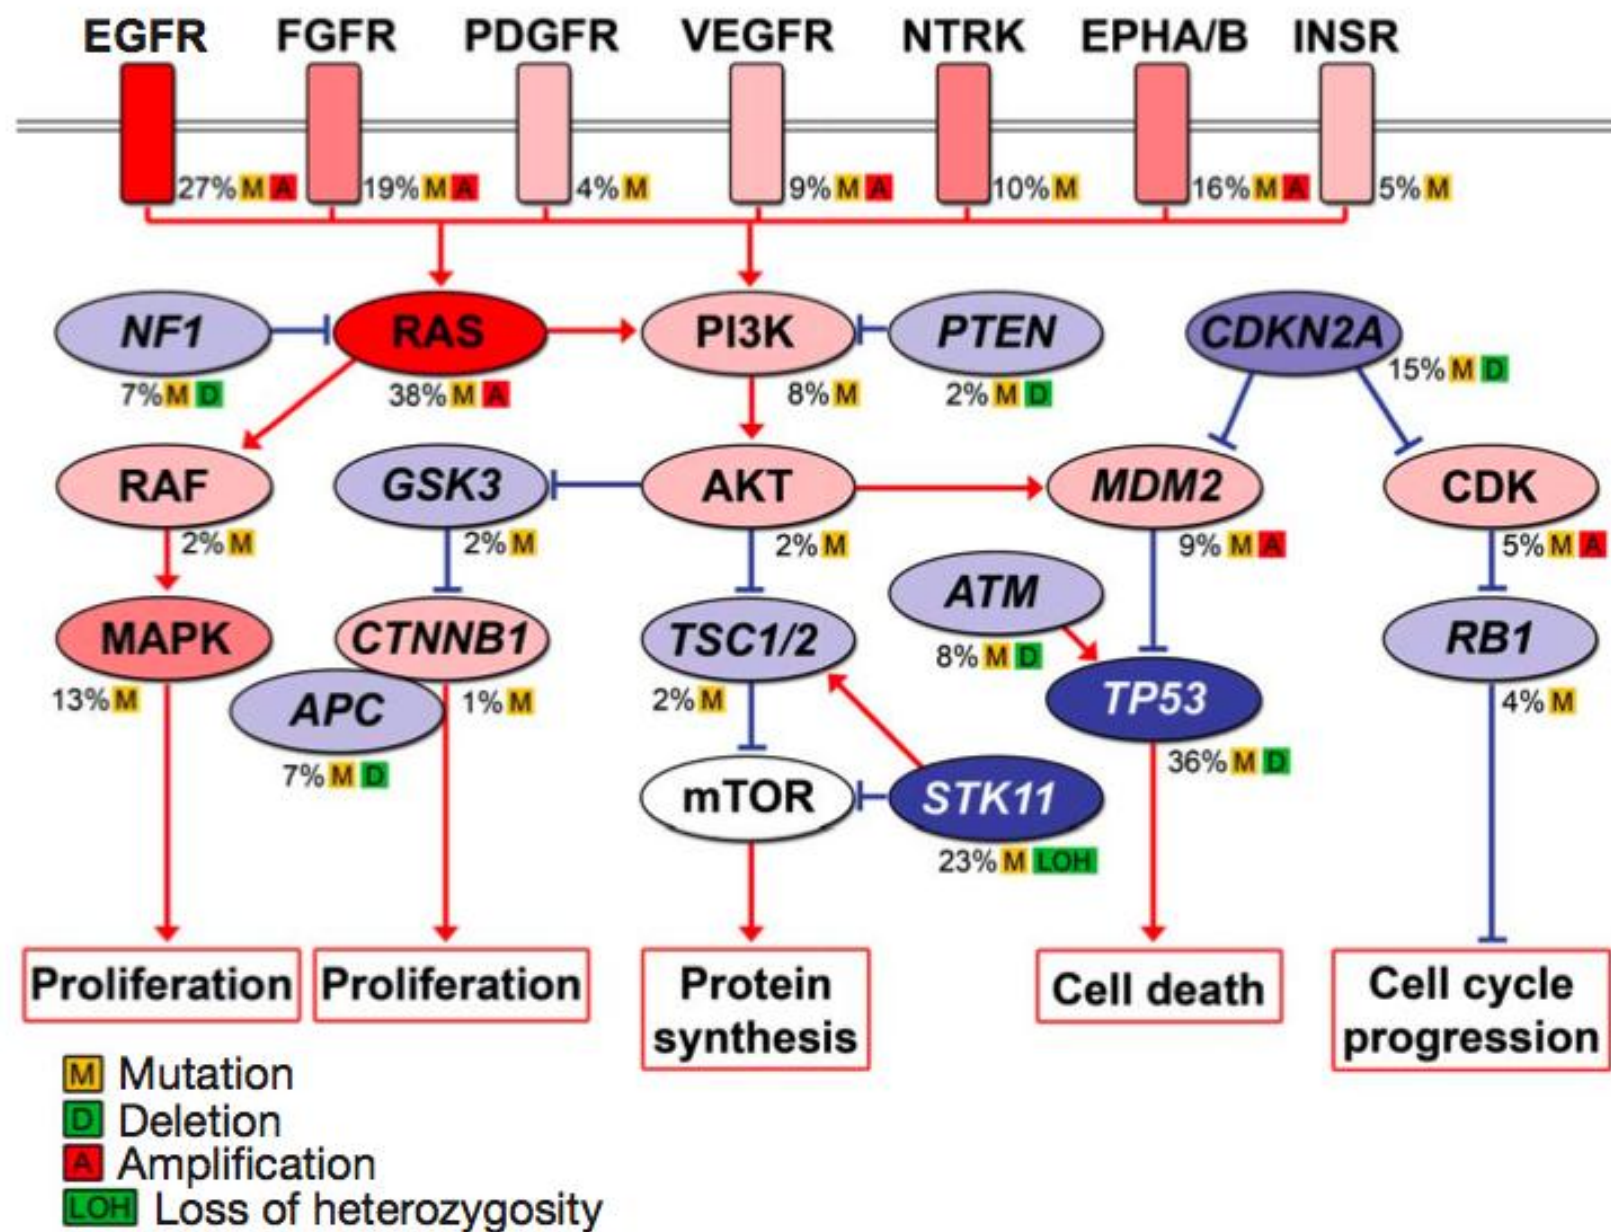 EGFR FGFR PDGFR VEGFR NTRK EPHA/B INSR
27% M A 19% M A 4% M 9% M A 10% M 16% M A 5% M
NF1 RAS PI3K PTEN CDKN2A
7% M D 38% M A 8% M 2% M D 15% M D
RAF GSK3 AKT MDM2 CDK
2% M 2% M 2% M 9% M A 5% M A
ATM
8% M D
MAPK CTNNB1 TSC1/2 TP53 RB1
13% M 1% M 2% M 36% M D 4% M
APC
7% M D
mTOR STK11
23% M LOH
Proliferation Proliferation Protein Cell death Cell cycle
synthesis progression
M Mutation
D Deletion
A Amplification
LOH Loss of heterozygosity